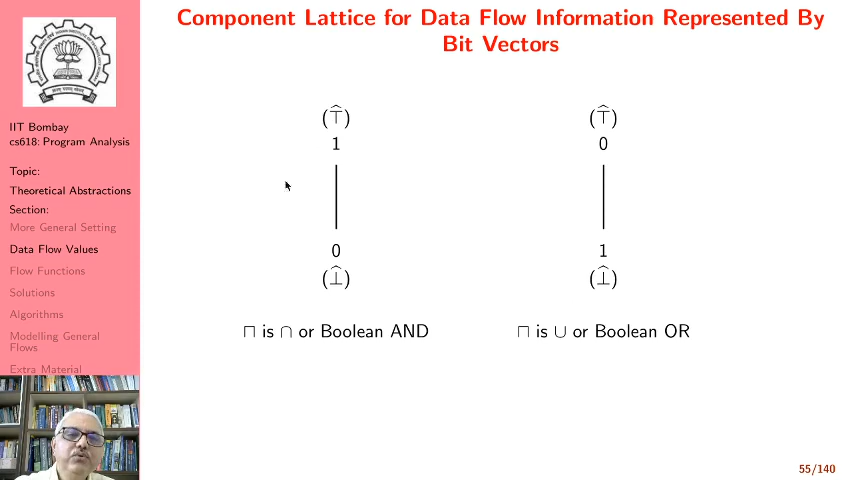 Component Lattice for Data Flow Information Represented By
Bit Vectors
IIT Bombay
cs618: Program Analysis
Topic:
Theoretical Abstractions
Section:
More General Setting
Data Flow Values
Flow Functions
Solutions
Algorithms
Modelling General
Flows
Extra Material
(⊤̂)
1
0
(⊥̂)
⊓ is ∩ or Boolean AND
(⊤̂)
0
1
(⊥̂)
⊓ is ∪ or Boolean OR
55/140